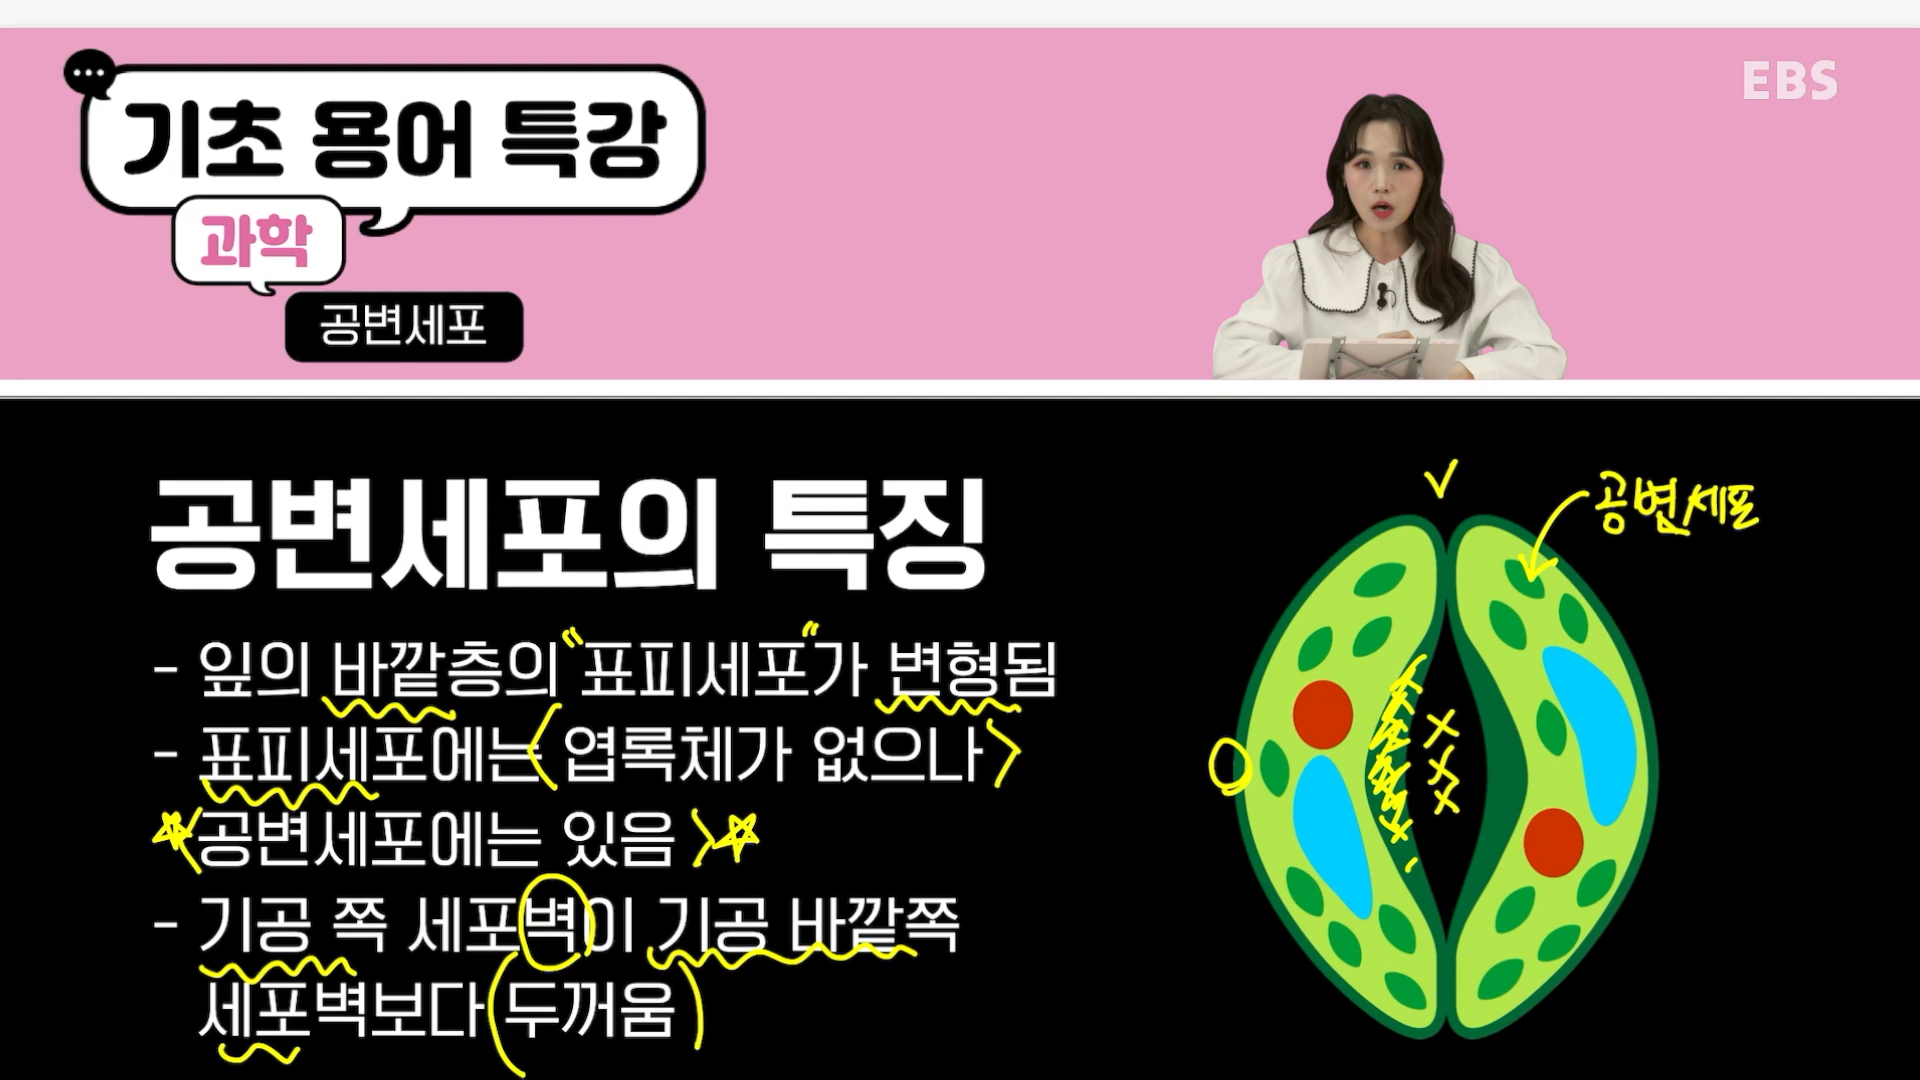 기초 용어 특강
EBS
과학
공변세포
공변세포의 특징
공변세포
- 잎의 바깥층의 "표피세포"가 변형됨
- 표피세포에는 <엽록체가 없으나>
<공변세포에는 있음>
- 기공 쪽 세포벽이 기공 바깥쪽
세포벽보다 (두꺼움)